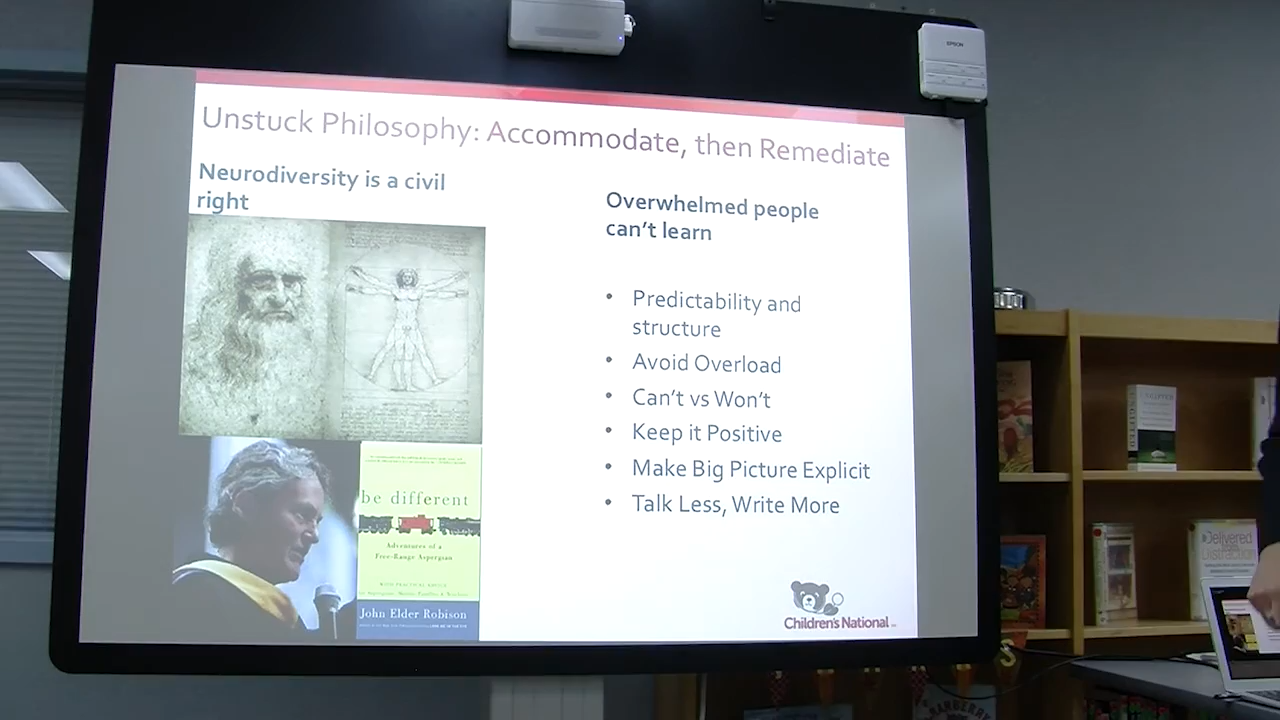 EPSON
Unstuck Philosophy: Accommodate, then Remediate
Neurodiversity is a civil
right
Overwhelmed people
can't learn
• Predictability and
structure
• Avoid Overload
• Can't vs Won't
• Keep it Positive
• Make Big Picture Explicit
• Talk Less, Write More
be different
Adventures of a
Free-Range Aspergian
John Elder Robison
Children's National
Delivered
Distraction